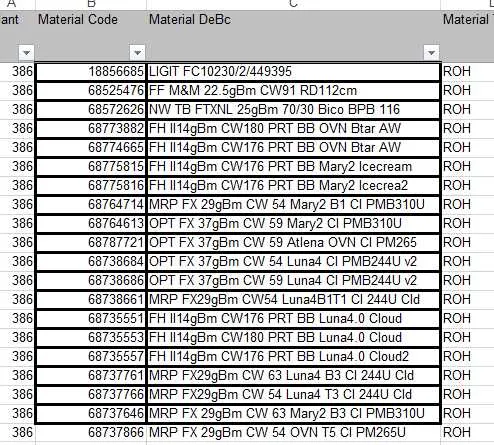 A B C
ant Material Code Material DeBc Material
386 18856685 LIGIT FC10230/2/449395 ROH
386 68525476 FF M&M 22.5gBm CW91 RD112cm ROH
386 68572626 NW TB FTXNL 25gBm 70/30 Bico BPB 116 ROH
386 68773882 FH II14gBm CW180 PRT BB OVN Btar AW ROH
386 68774665 FH II14gBm CW176 PRT BB OVN Btar AW ROH
386 68775815 FH II14gBm CW176 PRT BB Mary2 Icecream ROH
386 68775816 FH II14gBm CW176 PRT BB Mary2 Icecrea2 ROH
386 68764714 MRP FX 29gBm CW 54 Mary2 B1 CI PMB310U ROH
386 68764613 OPT FX 37gBm CW 59 Mary2 CI PMB310U ROH
386 68787721 OPT FX 37gBm CW 59 Atlena OVN CI PM265 ROH
386 68738684 OPT FX 37gBm CW 54 Luna4 CI PMB244U v2 ROH
386 68738686 OPT FX 37gBm CW 59 Luna4 CI PMB244U v2 ROH
386 68738661 MRP FX29gBm CW54 Luna4B1T1 CI 244U Cld ROH
386 68735551 FH II14gBm CW176 PRT BB Luna4.0 Cloud ROH
386 68735553 FH II14gBm CW180 PRT BB Luna4.0 Cloud ROH
386 68735557 FH II14gBm CW176 PRT BB Luna4.0 Cloud2 ROH
386 68737761 MRP FX29gBm CW 63 Luna4 B3 CI 244U Cld ROH
386 68737766 MRP FX29gBm CW 54 Luna4 T3 CI 244U Cld ROH
386 68737646 MRP FX 29gBm CW 63 Mary2 B3 CI PMB310U ROH
386 68737866 MRP FX 29gBm CW 54 OVN T5 CI PM265U ROH